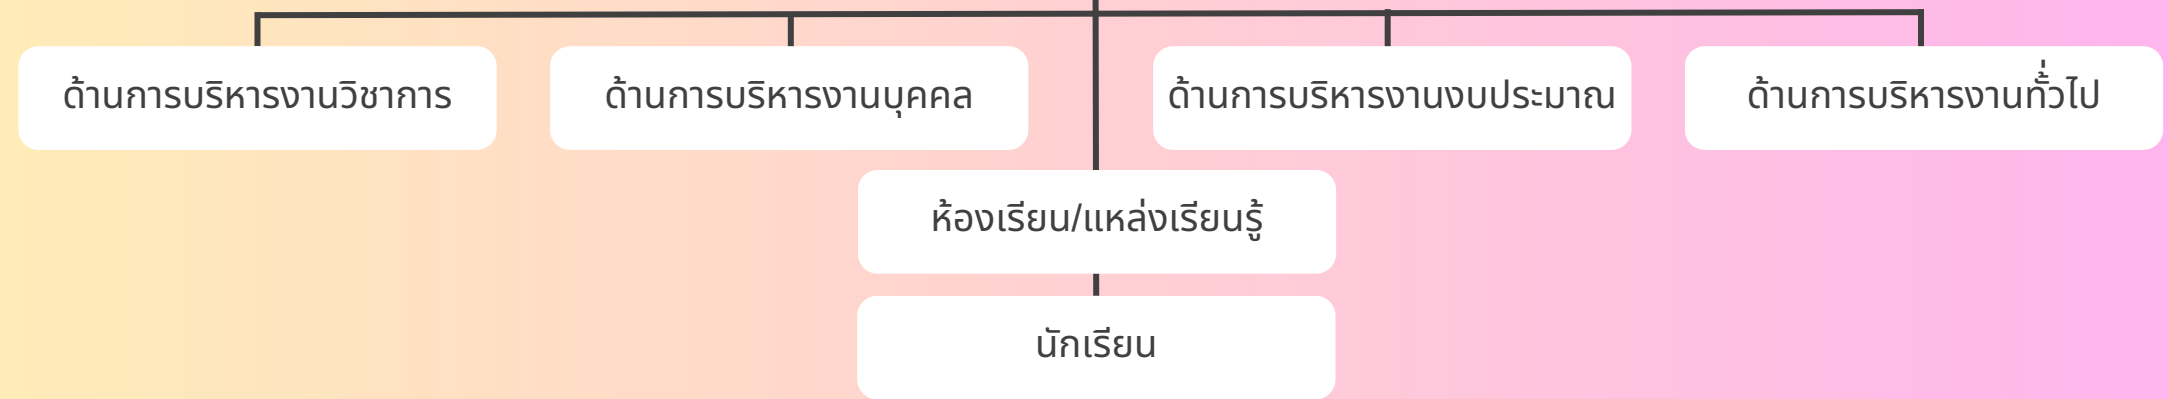 ด้านการบริหารงานวิชาการ
ด้านการบริหารงานบุคคล
ด้านการบริหารงานงบประมาณ
ด้านการบริหารงานทั้่วไป
ห้องเรียน/แหล่งเรียนรู้
นักเรียน